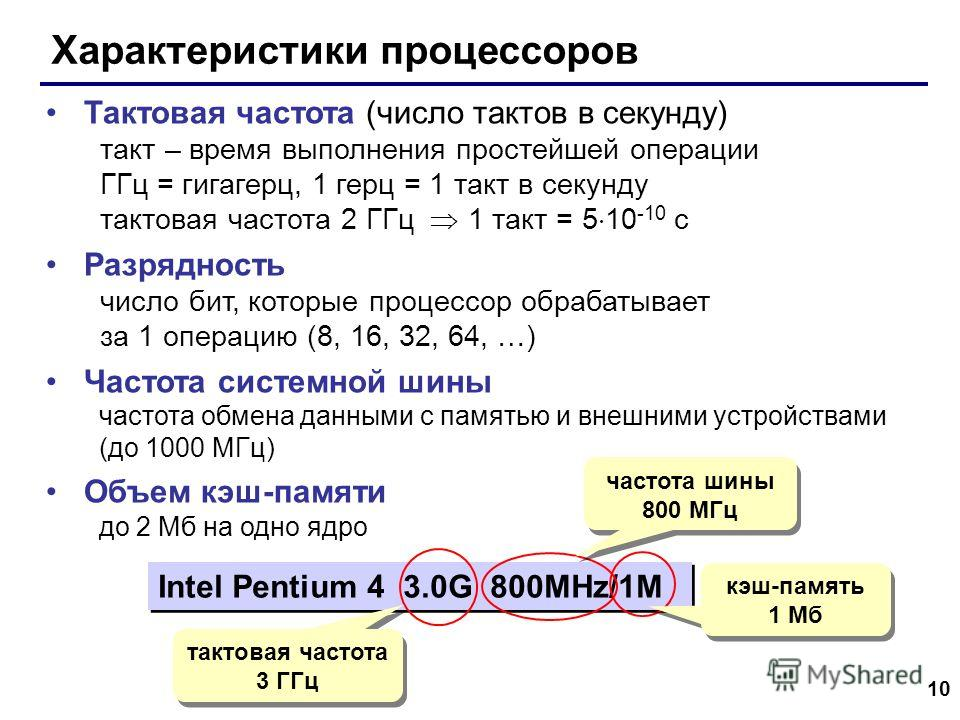 Характеристики процессоров
• Тактовая частота (число тактов в секунду)
такт – время выполнения простейшей операции
ГГц = гигагерц, 1 герц = 1 такт в секунду
тактовая частота 2 ГГц ⇒ 1 такт = 5·10⁻¹⁰ с
• Разрядность
число бит, которые процессор обрабатывает
за 1 операцию (8, 16, 32, 64, …)
• Частота системной шины
частота обмена данными с памятью и внешними устройствами
(до 1000 МГц)
• Объем кэш-памяти
до 2 Мб на одно ядро
частота шины
800 МГц
Intel Pentium 4 3.0G 800MHz/1M
кэш-память
1 Мб
тактовая частота
3 ГГц
MyShared
10